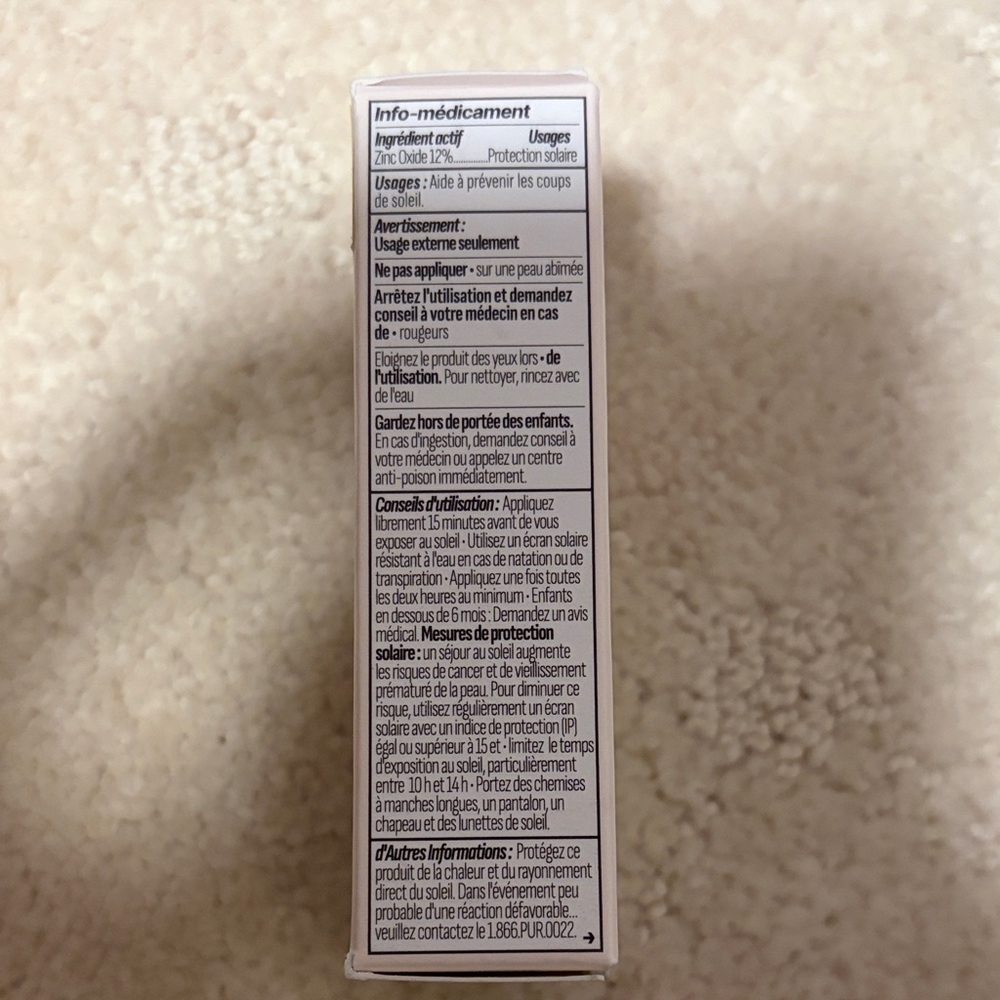 Info-médicament
Ingrédient actif Usages
Zinc Oxide 12%............Protection solaire
Usages : Aide à prévenir les coups
de soleil.
Avertissement :
Usage externe seulement
Ne pas appliquer • sur une peau abîmée
Arrêtez l'utilisation et demandez
conseil à votre médecin en cas
de • rougeurs
Eloignez le produit des yeux lors • de
l'utilisation. Pour nettoyer, rincez avec
de l'eau
Gardez hors de portée des enfants.
En cas d'ingestion, demandez conseil à
votre médecin ou appelez un centre
anti-poison immédiatement.
Conseils d'utilisation : Appliquez
librement 15 minutes avant de vous
exposer au soleil • Utilisez un écran solaire
résistant à l'eau en cas de natation ou de
transpiration • Appliquez une fois toutes
les deux heures au minimum • Enfants
en dessous de 6 mois : Demandez un avis
médical. Mesures de protection
solaire : un séjour au soleil augmente
les risques de cancer et de vieillissement
prématuré de la peau. Pour diminuer ce
risque, utilisez régulièrement un écran
solaire avec un indice de protection (IP)
égal ou supérieur à 15 et • limitez le temps
d'exposition au soleil, particulièrement
entre 10 h et 14 h • Portez des chemises
à manches longues, un pantalon, un
chapeau et des lunettes de soleil.
d'Autres Informations : Protégez ce
produit de la chaleur et du rayonnement
direct du soleil. Dans l'événement peu
probable d'une réaction défavorable...
veuillez contactez le 1.866.PUR.0022. →